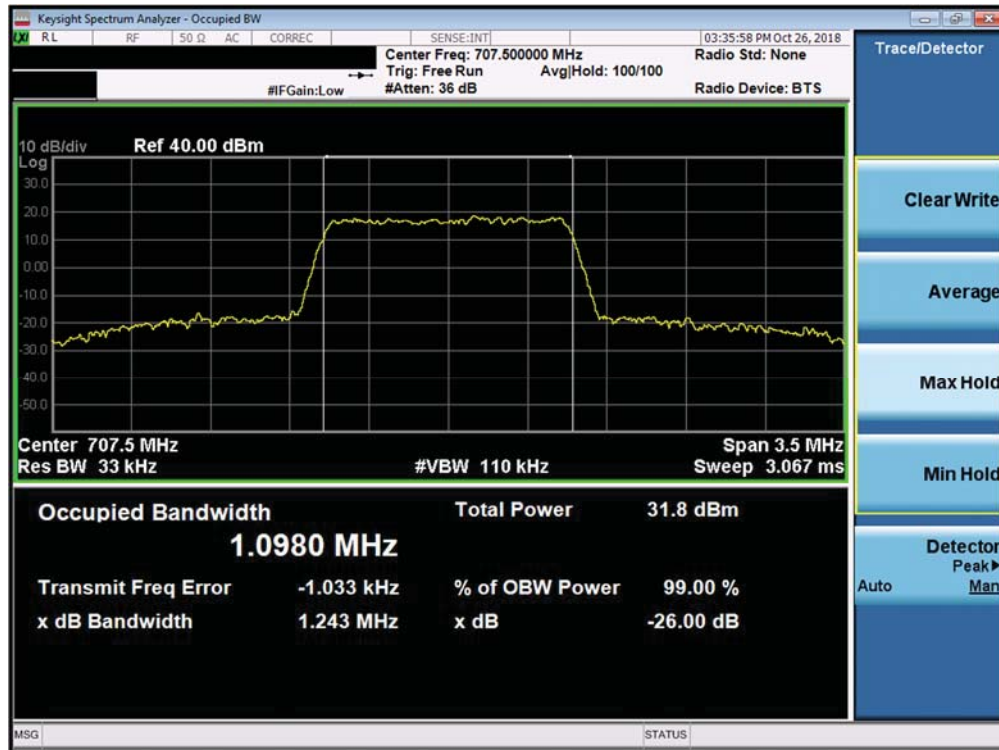 Keysight Spectrum Analyzer - Occupied BW
LXI RL RF 50 Ω AC CORREC SENSE:INT 03:35:58 PM Oct 26, 2018
Center Freq: 707.500000 MHz Radio Std: None
Trig: Free Run Avg|Hold: 100/100
#IFGain:Low #Atten: 36 dB Radio Device: BTS
10 dB/div Ref 40.00 dBm
Log
30.0
20.0
10.0
0.00
-10.0
-20.0
-30.0
-40.0
-50.0
Center 707.5 MHz Span 3.5 MHz
Res BW 33 kHz #VBW 110 kHz Sweep 3.067 ms
Occupied Bandwidth Total Power 31.8 dBm
1.0980 MHz
Transmit Freq Error -1.033 kHz % of OBW Power 99.00 %
x dB Bandwidth 1.243 MHz x dB -26.00 dB
MSG STATUS
Trace/Detector
Clear Write
Average
Max Hold
Min Hold
Detector
Peak▶
Auto Man